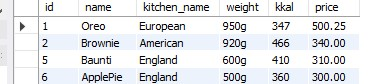 id name kitchen_name weight kkal price
1 Oreo European 950g 347 500.25
2 Brownie American 920g 466 340.00
5 Baunti England 600g 410 310.00
6 ApplePie England 500g 360 300.00